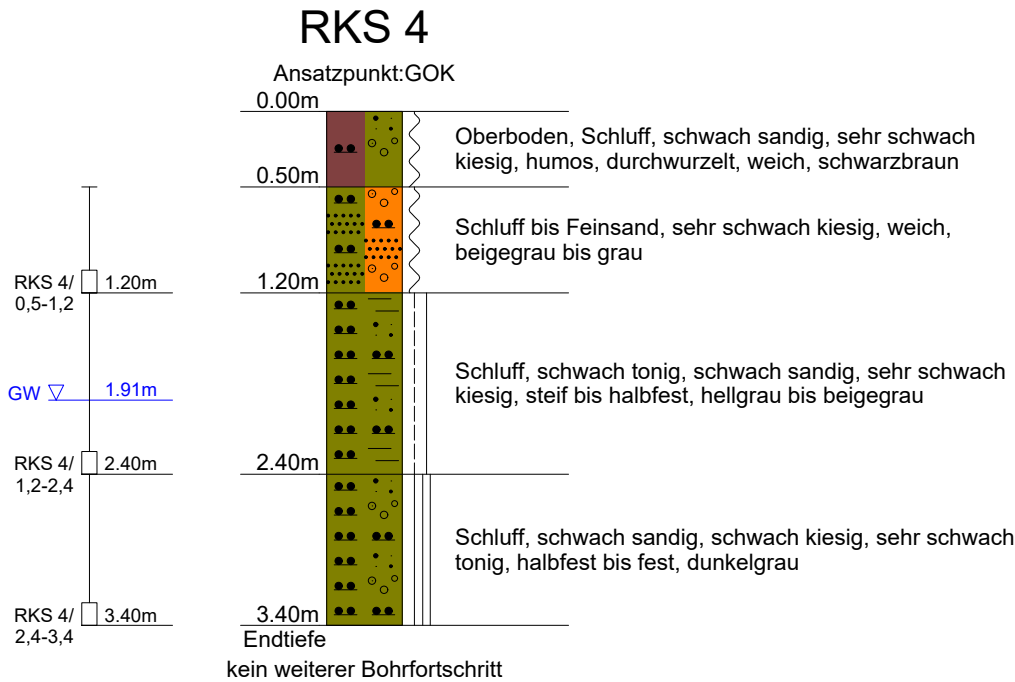 RKS 4
Ansatzpunkt:GOK
0.00m
Oberboden, Schluff, schwach sandig, sehr schwach
kiesig, humos, durchwurzelt, weich, schwarzbraun
0.50m
Schluff bis Feinsand, sehr schwach kiesig, weich,
beigegrau bis grau
RKS 4/
0,5-1,2
1.20m
1.20m
Schluff, schwach tonig, schwach sandig, sehr schwach
kiesig, steif bis halbfest, hellgrau bis beigegrau
GW
1.91m
RKS 4/
1,2-2,4
2.40m
2.40m
Schluff, schwach sandig, schwach kiesig, sehr schwach
tonig, halbfest bis fest, dunkelgrau
RKS 4/
2,4-3,4
3.40m
3.40m
Endtiefe
kein weiterer Bohrfortschritt